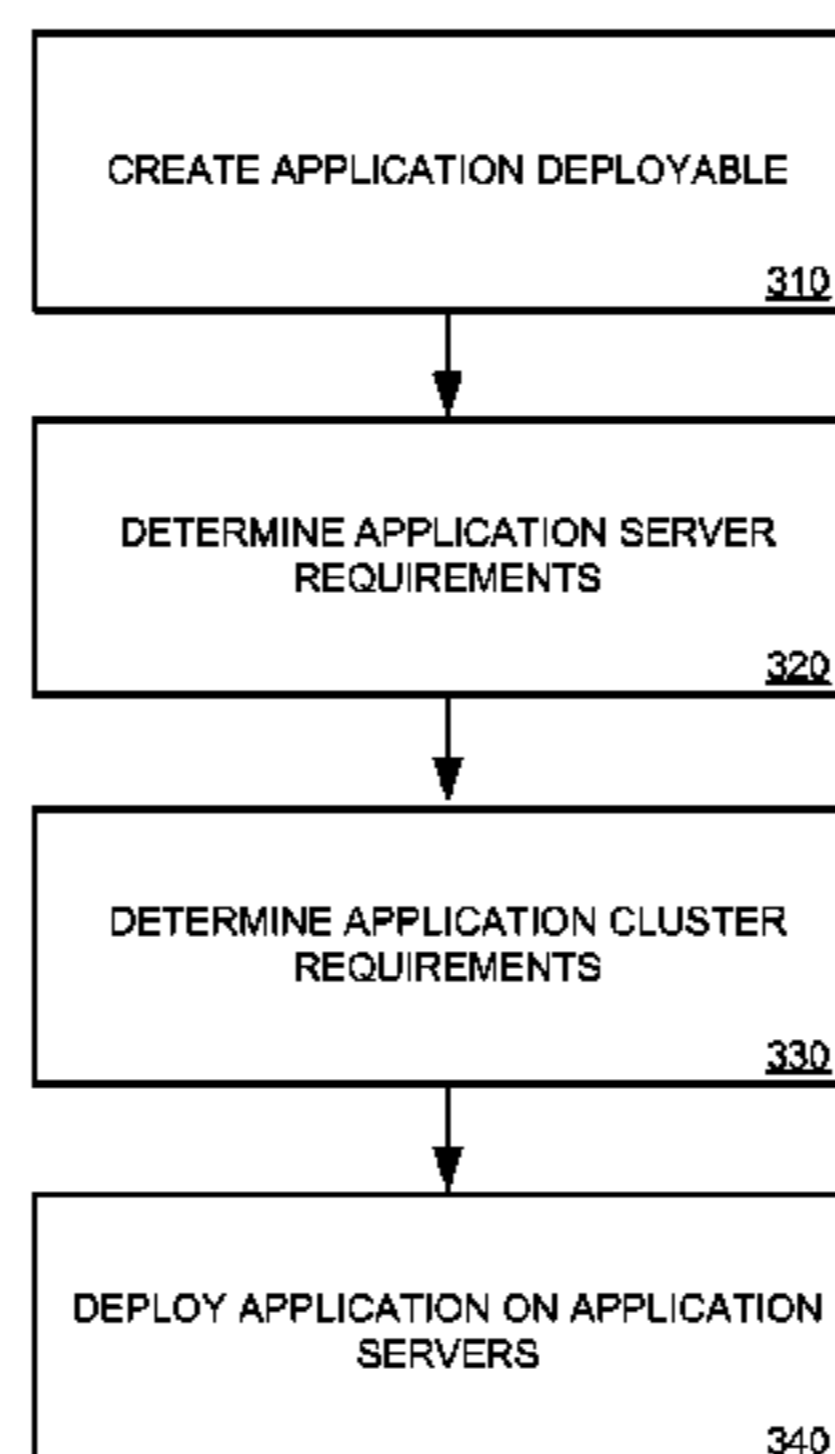 CREATE APPLICATION DEPLOYABLE
310
DETERMINE APPLICATION SERVER
REQUIREMENTS
320
DETERMINE APPLICATION CLUSTER
REQUIREMENTS
330
DEPLOY APPLICATION ON APPLICATION
SERVERS
340